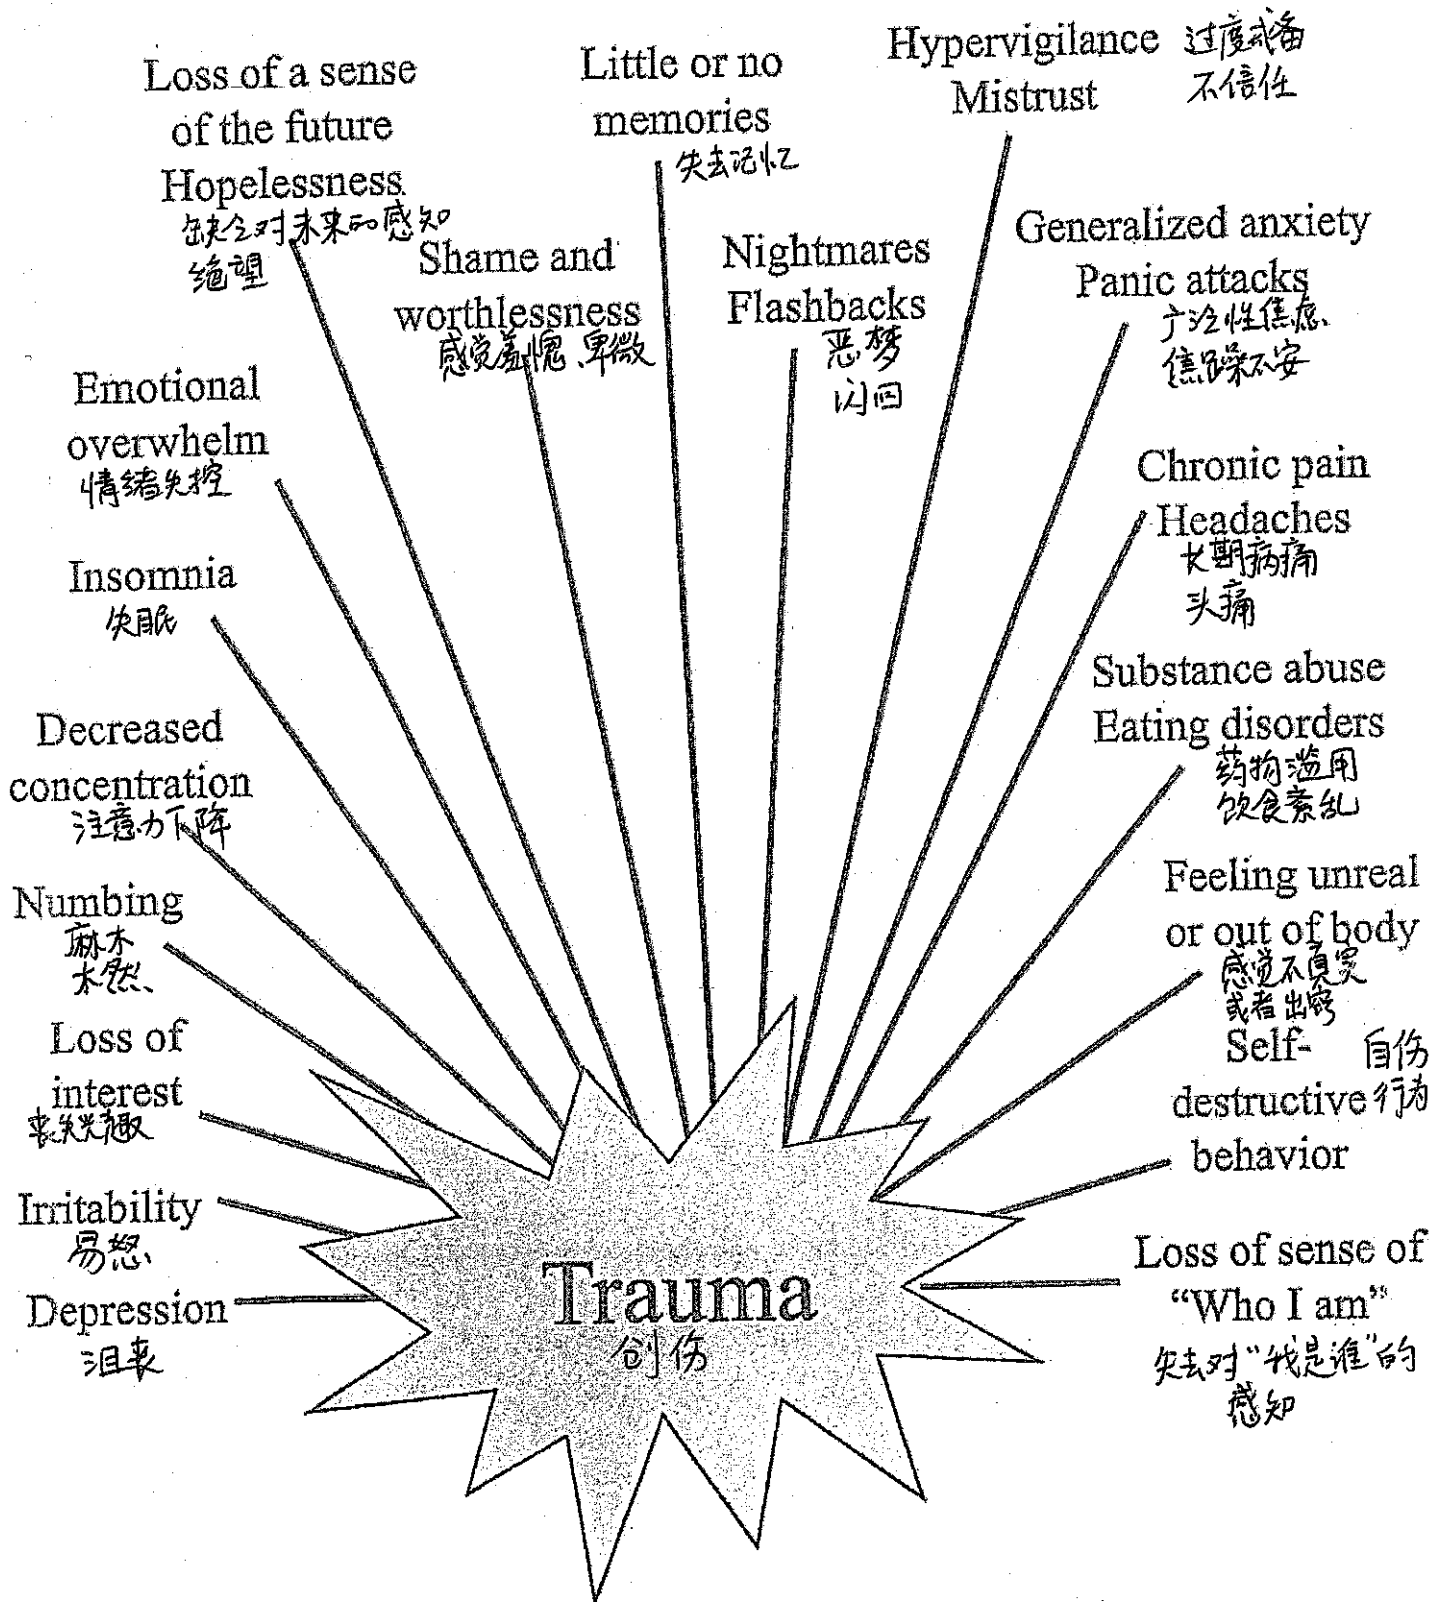 Loss of a sense
of the future
Hopelessness
缺乏对未来的感知
绝望
Little or no
memories
失去记忆
Hypervigilance 过度戒备
Mistrust 不信任
Shame and
worthlessness
感觉羞愧、卑微
Nightmares
Flashbacks
恶梦
闪回
Generalized anxiety
Panic attacks
广泛性焦虑、
焦躁不安
Emotional
overwhelm
情绪失控
Chronic pain
Headaches
长期病痛
头痛
Insomnia
失眠
Substance abuse
Eating disorders
药物滥用
饮食紊乱
Decreased
concentration
注意力下降
Numbing
麻木
木然、
Feeling unreal
or out of body
感觉不真实
或者出窍
Loss of
interest
丧失兴趣
Self- 自伤
destructive 行为
behavior
Irritability
易怒
Depression
沮丧
Trauma
创伤
Loss of sense of
“Who I am”
失去对“我是谁”的
感知